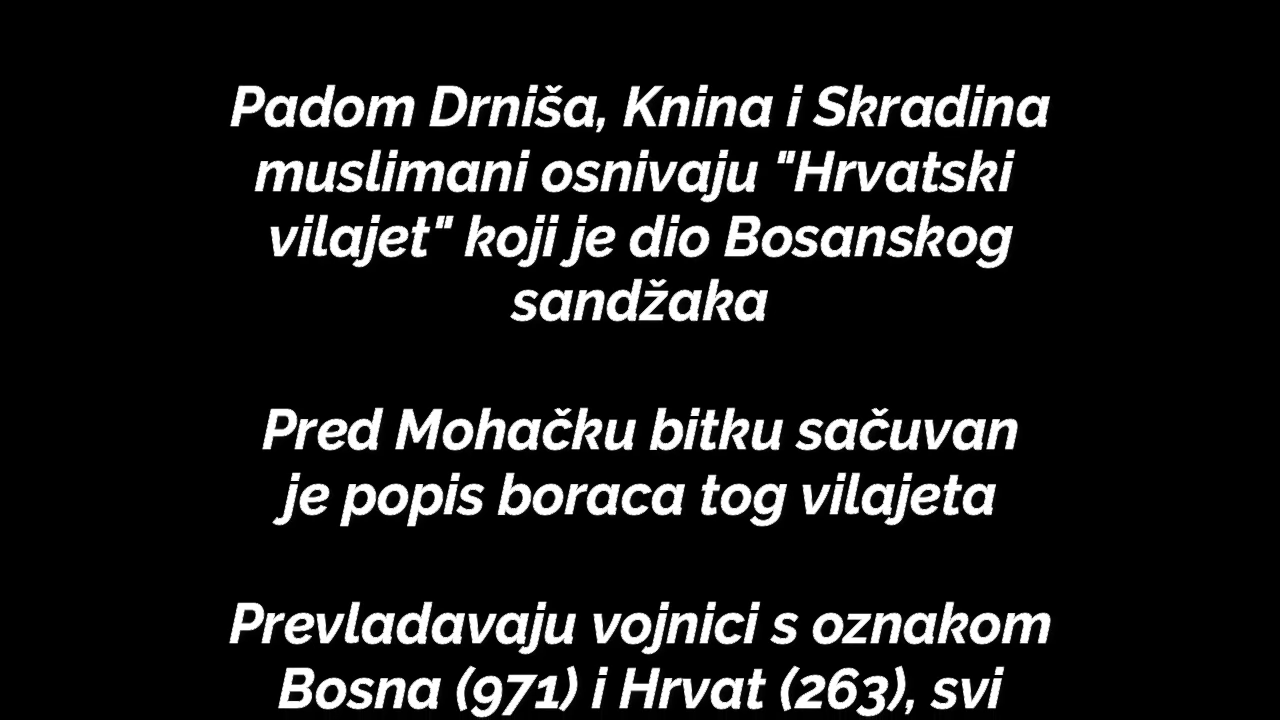 Padom Drniša, Knina i Skradina
muslimani osnivaju "Hrvatski
vilajet" koji je dio Bosanskog
sandžaka
Pred Mohačku bitku sačuvan
je popis boraca tog vilajeta
Prevladavaju vojnici s oznakom
Bosna (971) i Hrvat (263), svi